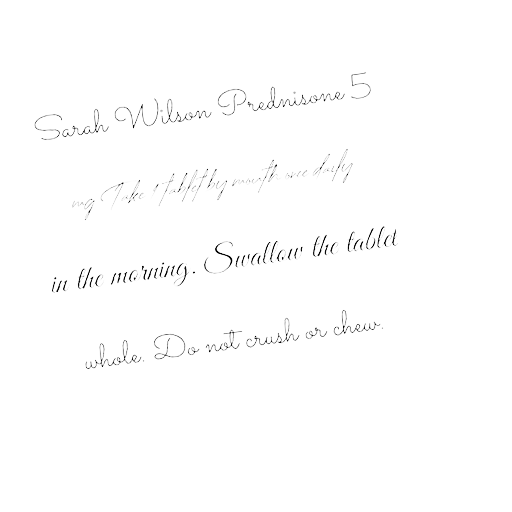 Sarah Wilson Prednisone 5
mg Take 1 tablet by mouth once daily
in the morning. Swallow the tablet
whole. Do not crush or chew.